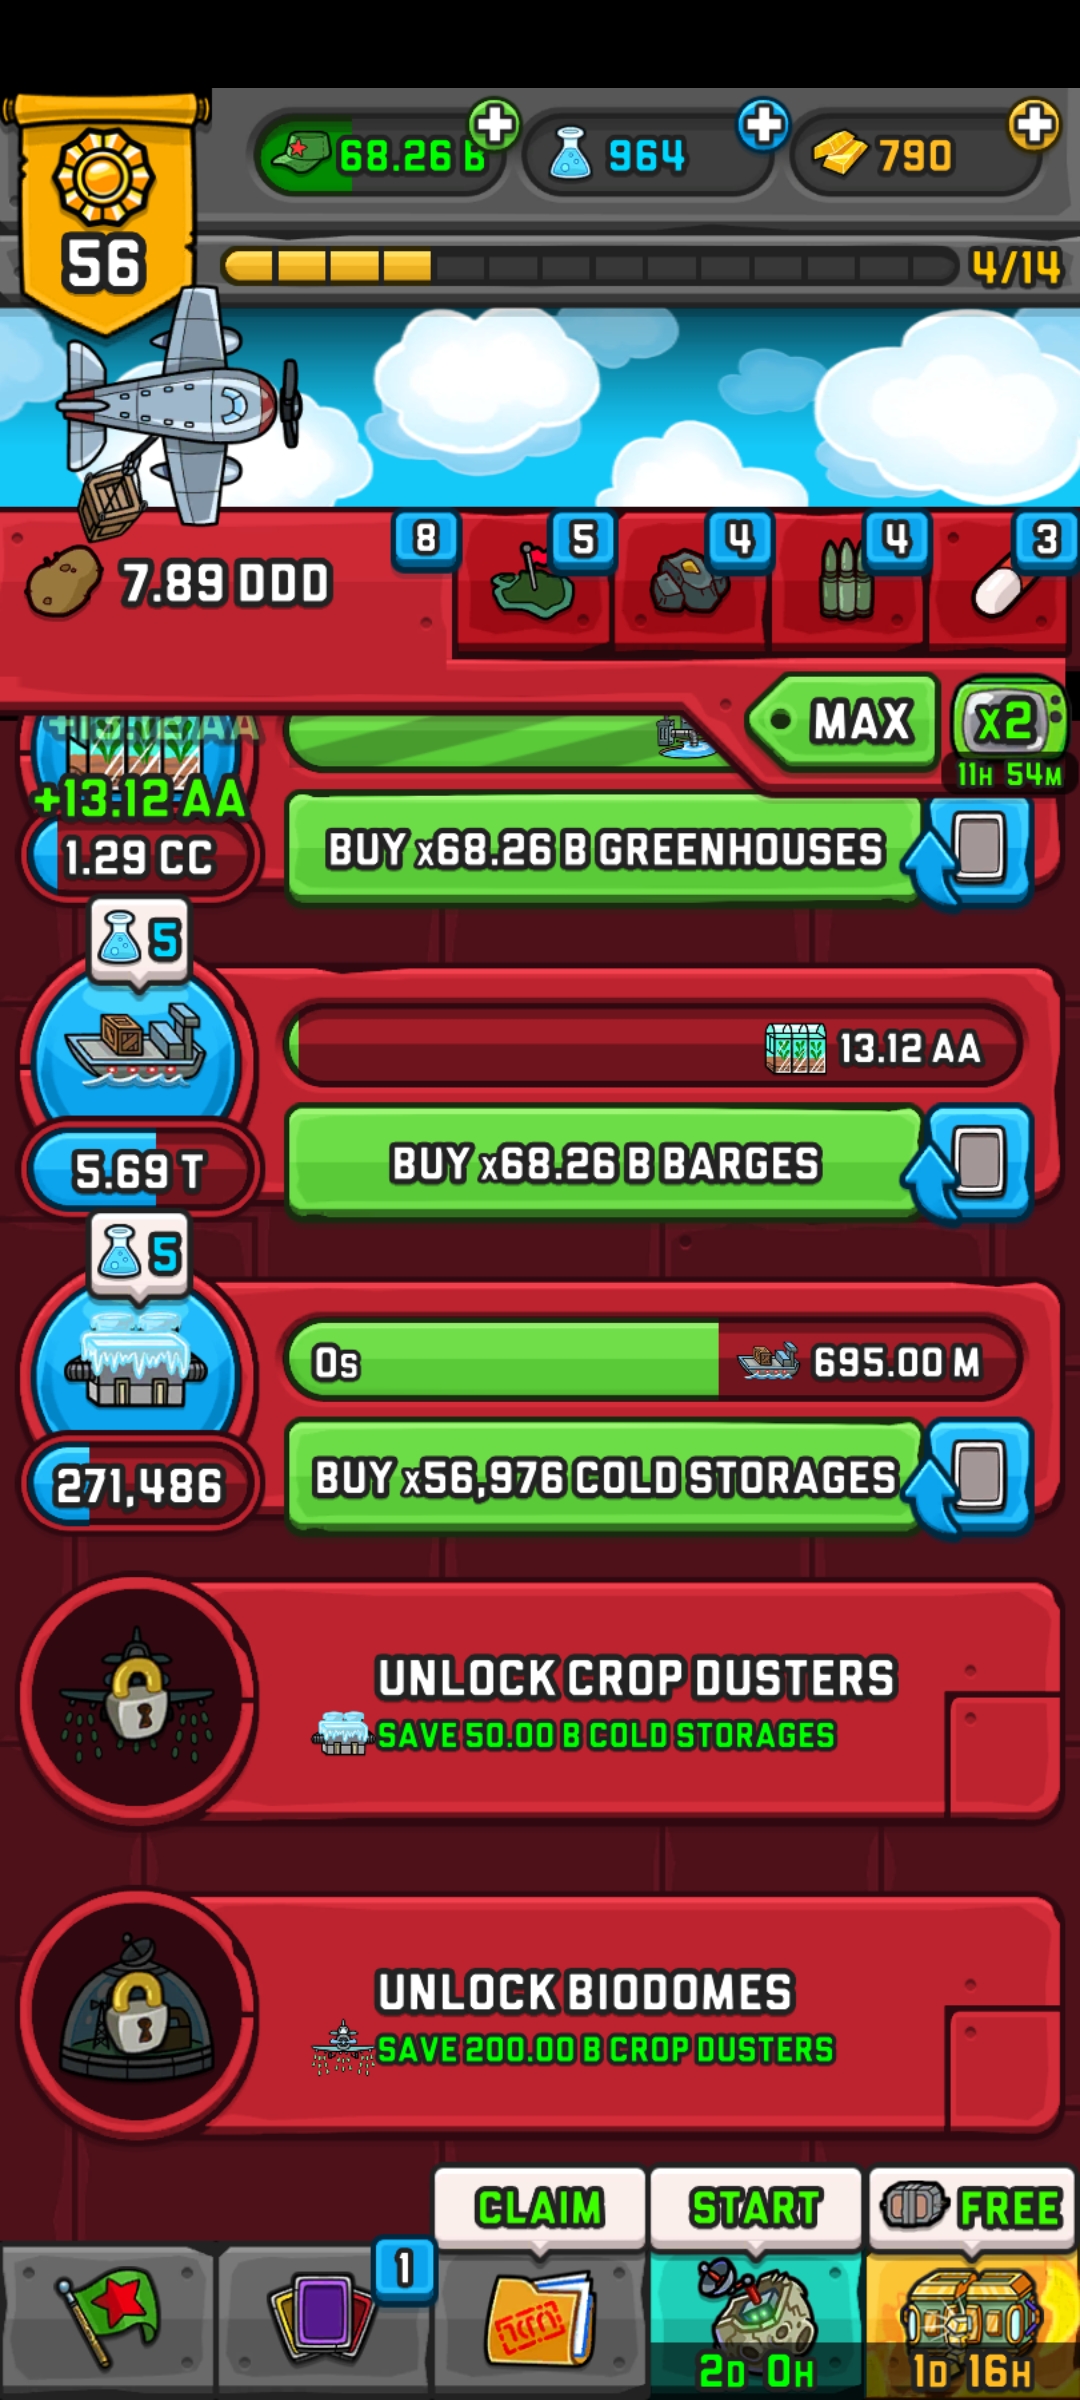 68.26 B
964
790
56
4/14
7.89 DDD
8
5
4
4
3
MAX
x2
11H 54M
+13.12 AA
+13.12 AA
1.29 CC
BUY x68.26 B GREENHOUSES
5
13.12 AA
5.69 T
BUY x68.26 B BARGES
5
0s
695.00 M
271,486
BUY x56,976 COLD STORAGES
UNLOCK CROP DUSTERS
SAVE 50.00 B COLD STORAGES
UNLOCK BIODOMES
SAVE 200.00 B CROP DUSTERS
CLAIM
START
FREE
1
2D 0H
1D 16H